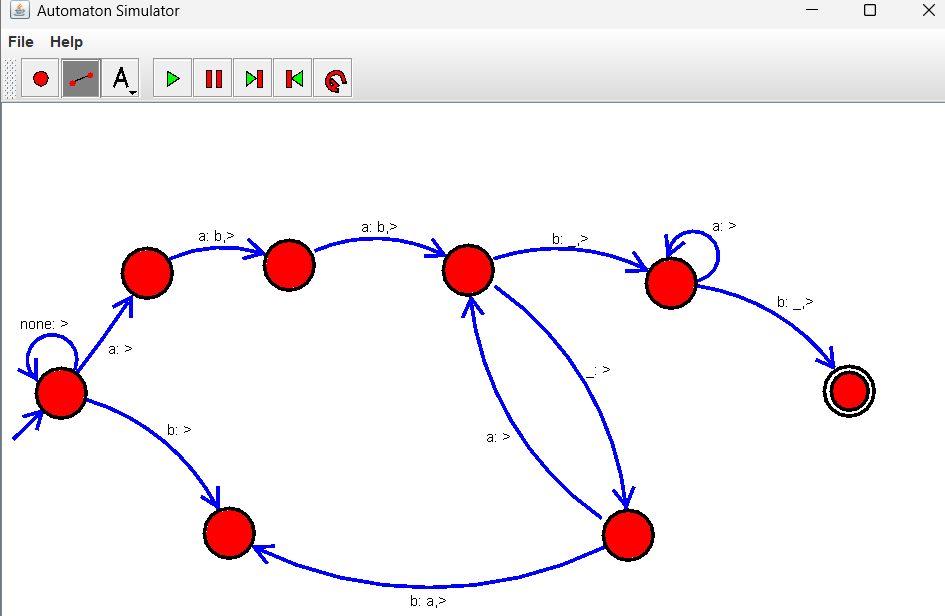 Automaton Simulator
File Help
A
a: b,>
a: b,>
b: _,>
a: >
none: >
a: >
b: _,>
_: >
b: >
a: >
b: a,>